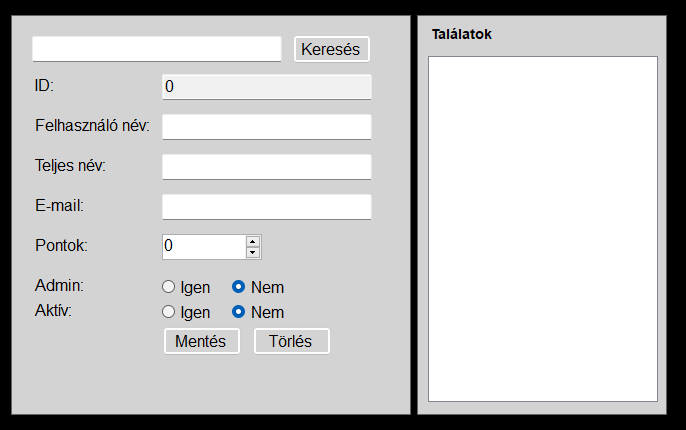 Keresés
ID: 0
Felhasználó név:
Teljes név:
E-mail:
Pontok: 0
Admin: Igen Nem
Aktív: Igen Nem
Mentés Törlés
Találatok